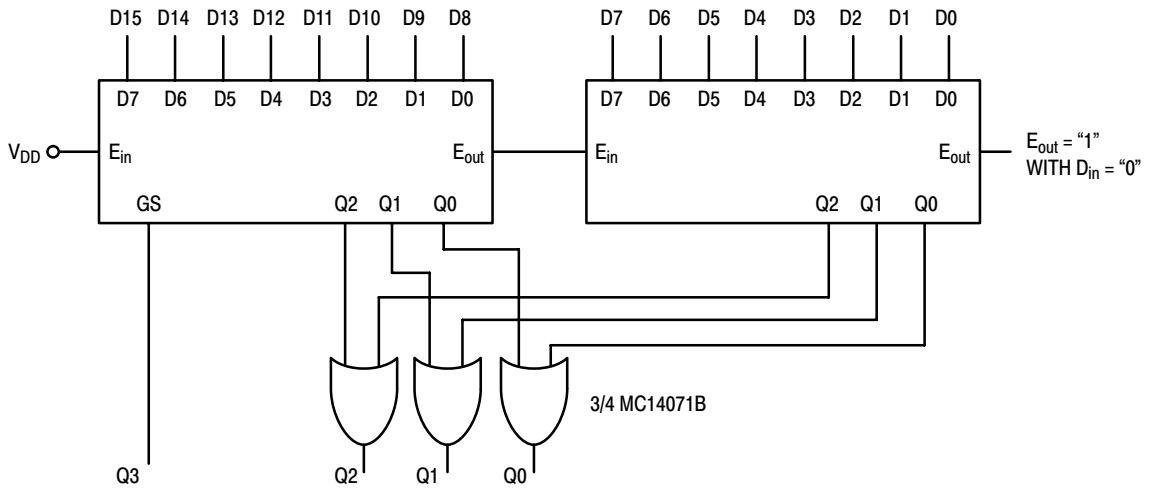 D15 D14 D13 D12 D11 D10 D9 D8 D7 D6 D5 D4 D3 D2 D1 D0
D7 D6 D5 D4 D3 D2 D1 D0 D7 D6 D5 D4 D3 D2 D1 D0
VDD Ein Eout Ein Eout Eout = “1”
WITH Din = “0”
GS Q2 Q1 Q0 Q2 Q1 Q0
3/4 MC14071B
Q3 Q2 Q1 Q0